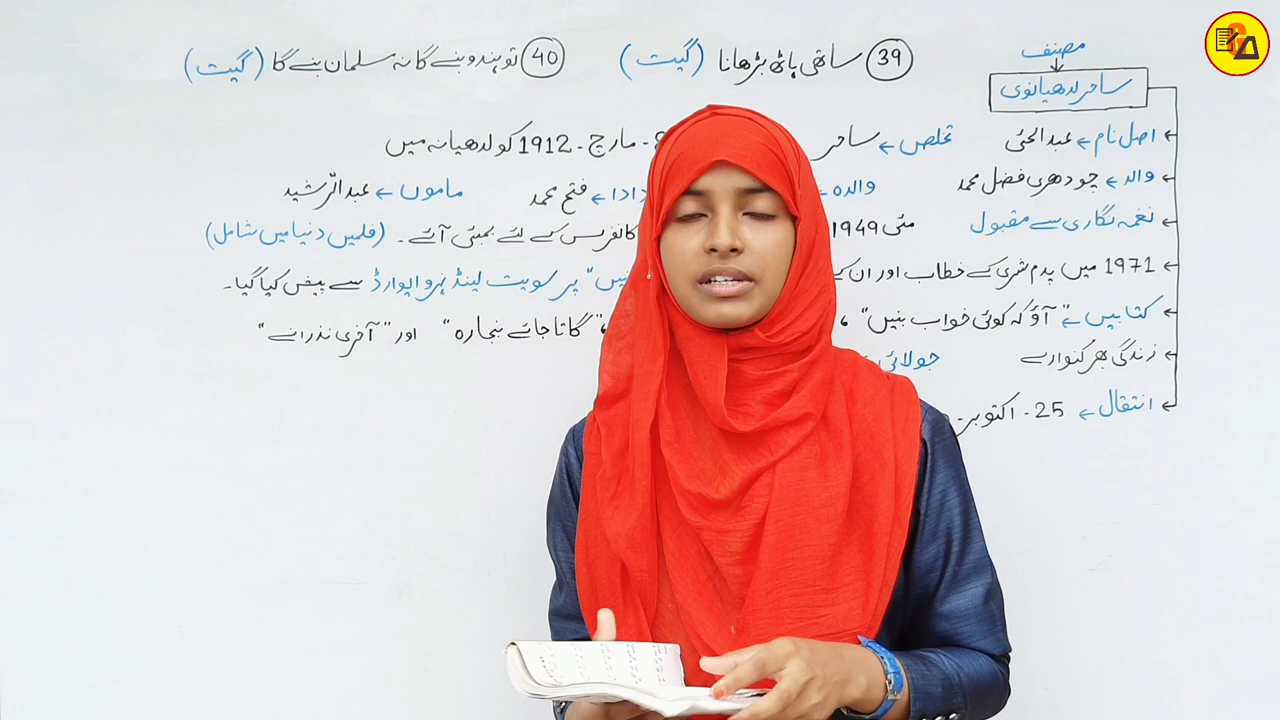 مصنف
ساحر لدھیانوی
39 ساتھی ہاتھ بڑھانا (گیت)
40 تو ہندو بنے گا نہ مسلمان بنے گا (گیت)
اصل نام ← عبدالحئی تخلص ← ساحر 8۔ مارچ۔ 1912 کو لدھیانہ میں
والد ← چودھری فضل محمد والدہ ← دادا ← فتح محمد ماموں ← عبدالرشید
نغمہ نگاری سے مقبول مئی 1949 کانفرنس کے لئے بمبئی آئے۔ (فلمیں دنیا میں شامل)
1971 میں پدم شری کے خطاب اور ان کے پر سویت لینڈ نہرو ایوارڈ سے پیش کیا گیا۔
کتابیں ← "آؤ کہ کوئی خواب بنیں"، "گاتا جائے بنجارہ" اور "آخری نذرانے"
زندگی بھر کنوارے جولائی
انتقال ← 25۔ اکتوبر۔